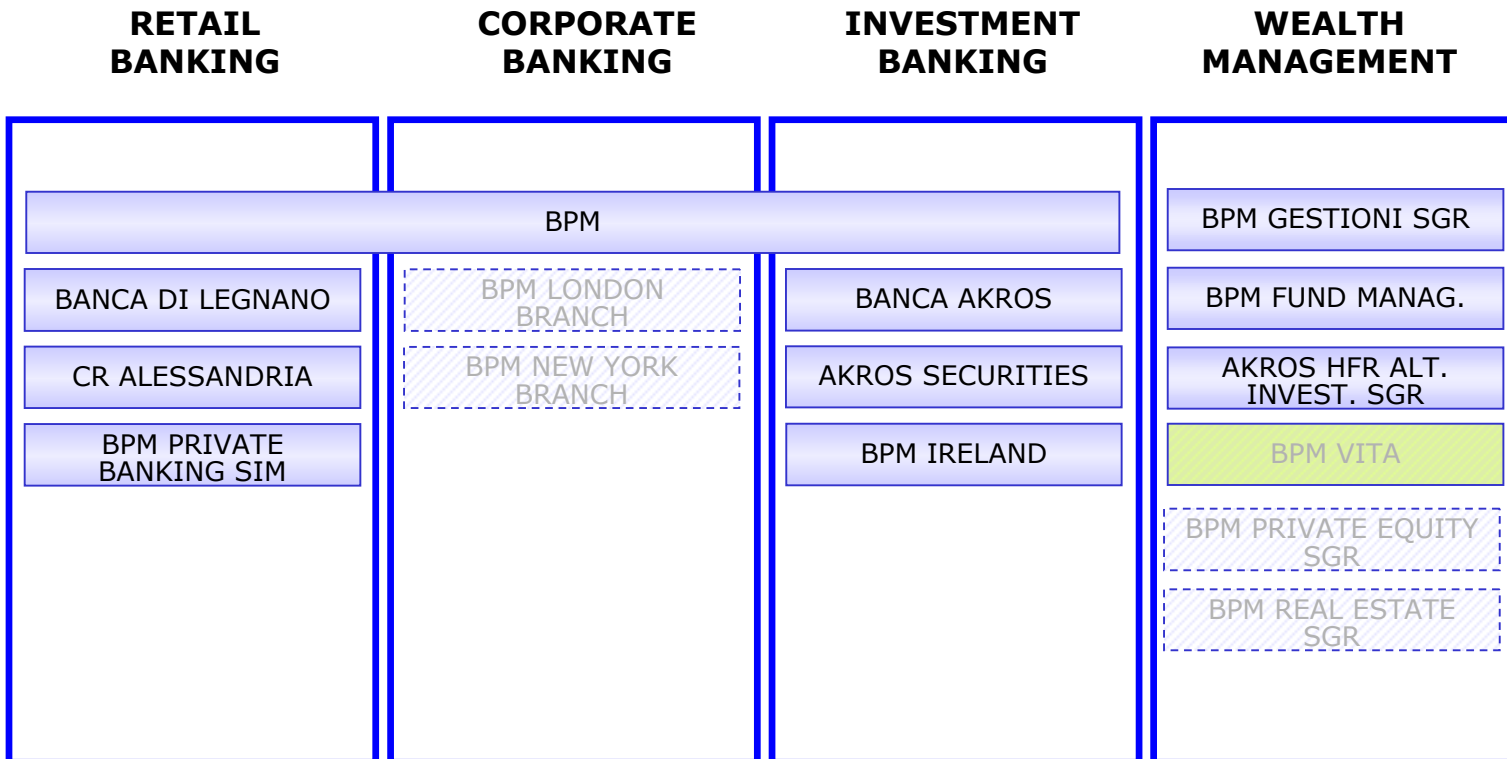 RETAIL
BANKING
CORPORATE
BANKING
INVESTMENT
BANKING
WEALTH
MANAGEMENT
BPM
BANCA DI LEGNANO
CR ALESSANDRIA
BPM PRIVATE
BANKING SIM
BPM LONDON
BRANCH
BPM NEW YORK
BRANCH
BANCA AKROS
AKROS SECURITIES
BPM IRELAND
BPM GESTIONI SGR
BPM FUND MANAG.
AKROS HFR ALT.
INVEST. SGR
BPM VITA
BPM PRIVATE EQUITY
SGR
BPM REAL ESTATE
SGR